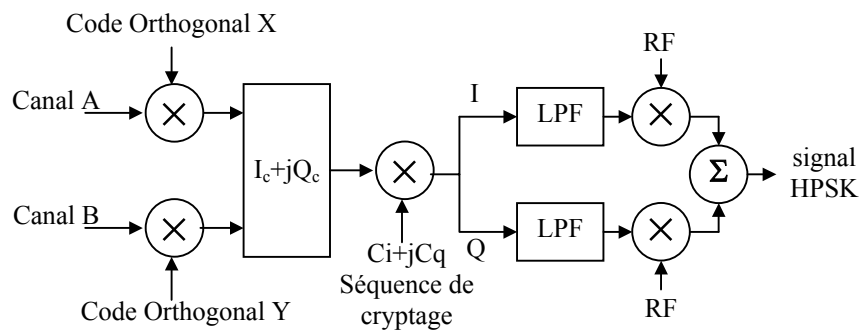 Code Orthogonal X
RF
Canal A
I
LPF
Ic+jQc
Σ
signal
HPSK
Canal B
LPF
Q
Ci+jCq
Séquence de
cryptage
Code Orthogonal Y
RF